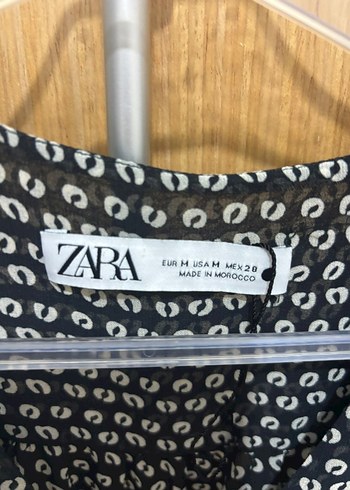 ZARA
EUR M USA M MEX 28
MADE IN MOROCCO